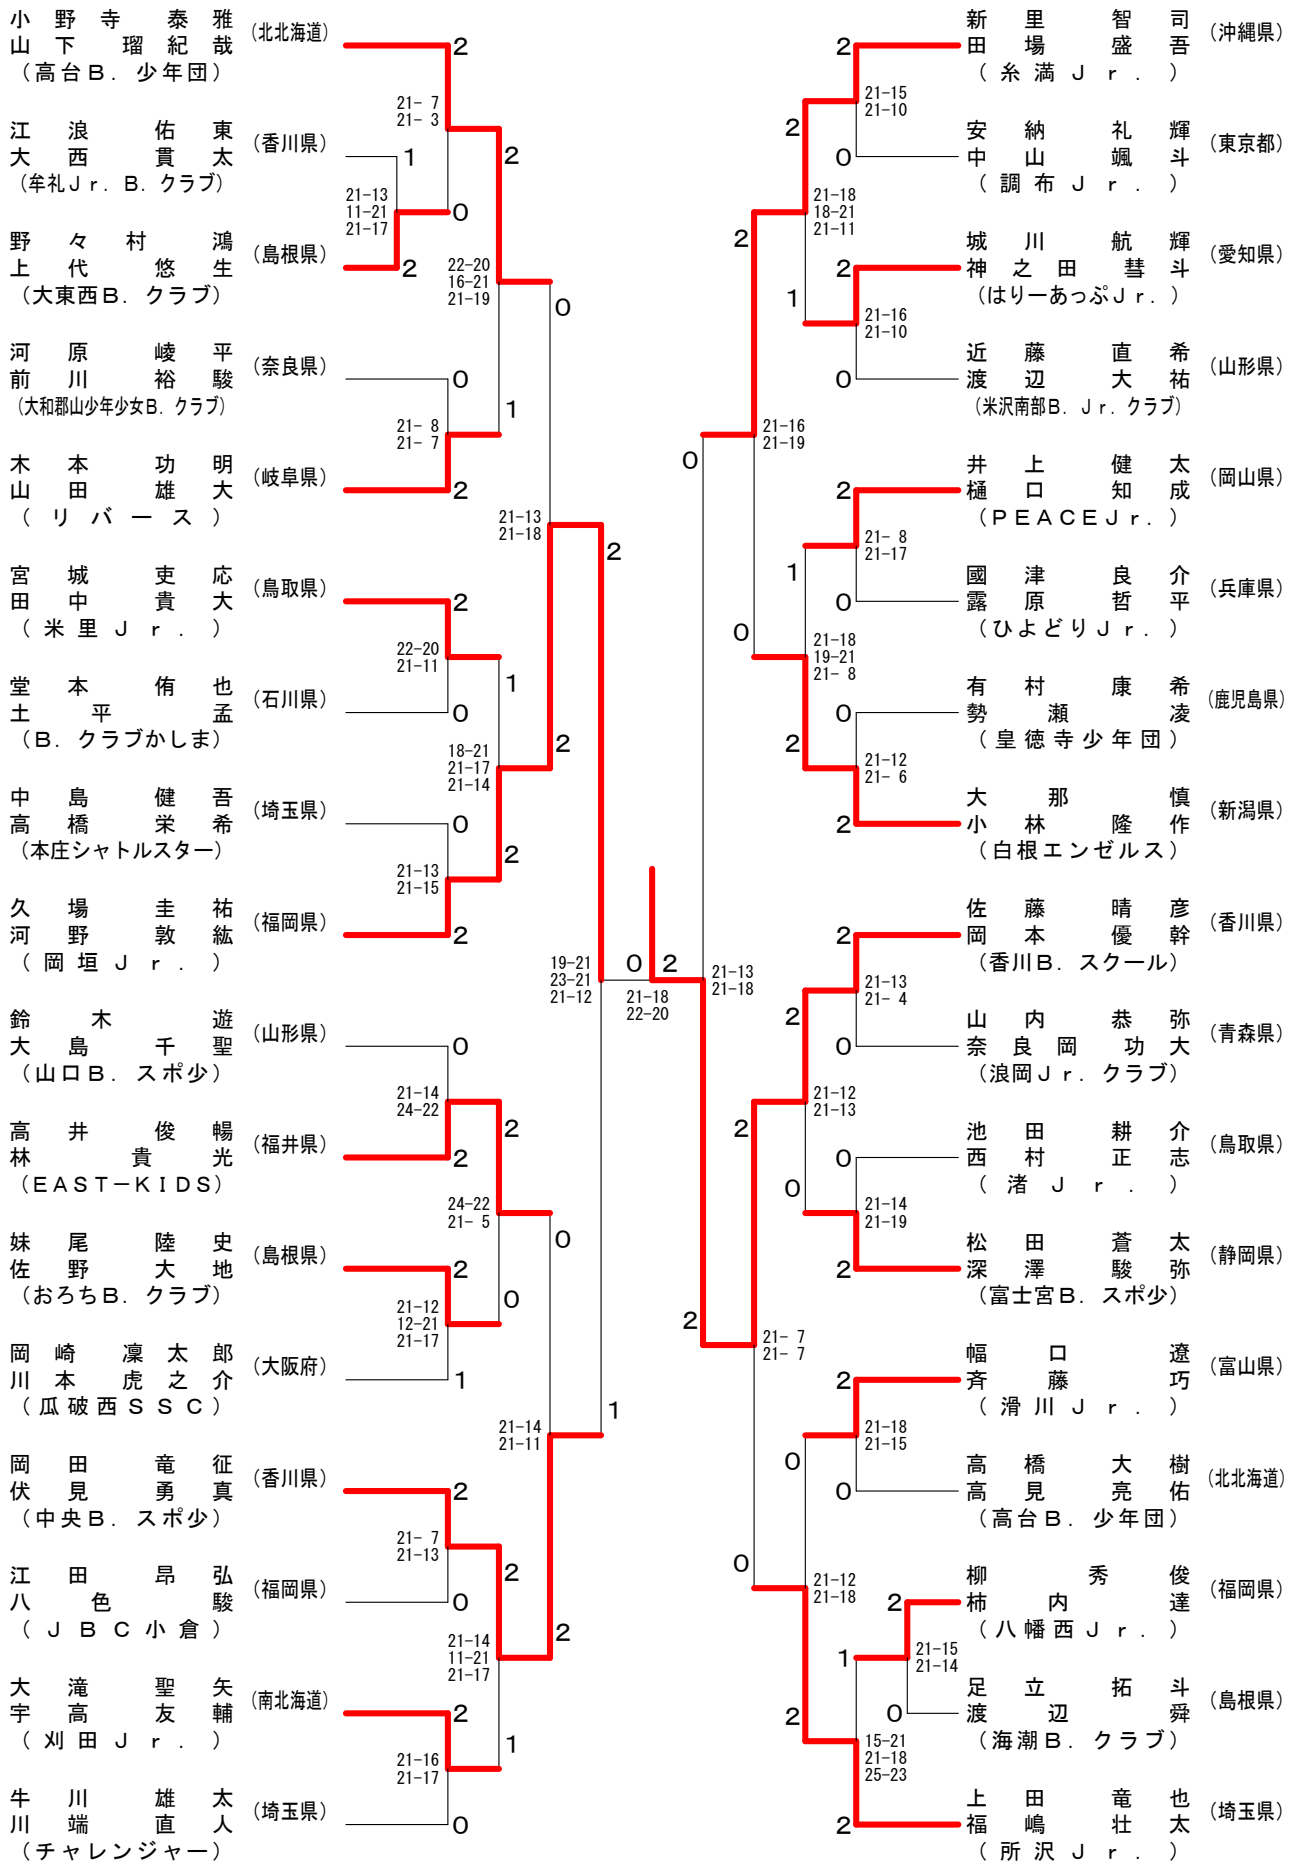 小野寺 泰雅
山下 瑠紀哉
(北北海道)
(高台B．少年団)
江浪 佑東
大西 貫太
(香川県)
(牟礼Jr．B．クラブ)
野々村 鴻
上代 悠生
(島根県)
(大東西B．クラブ)
河原 崚平
前川 裕駿
(奈良県)
(大和郡山少年少女B．クラブ)
木本 功明
山田 雄大
(岐阜県)
(リバース)
宮城 吏応
田中 貴大
(鳥取県)
(米里Jr．)
堂本 侑也
土平 孟
(石川県)
(B．クラブかしま)
中島 健吾
高橋 栄希
(埼玉県)
(本庄シャトルスター)
久場 圭祐
河野 敦紘
(福岡県)
(岡垣Jr．)
鈴木 遊
大島 千聖
(山形県)
(山口B．スポ少)
高井 俊暢
林 貴光
(福井県)
(EAST－KIDS)
妹尾 陸史
佐野 大地
(島根県)
(おろちB．クラブ)
岡崎 凜太郎
川本 虎之介
(大阪府)
(瓜破西SSC)
岡田 竜征
伏見 勇真
(香川県)
(中央B．スポ少)
江田 昂弘
八色 駿
(福岡県)
(JBC小倉)
大滝 聖矢
宇高 友輔
(南北海道)
(刈田Jr．)
牛川 雄太
川端 直人
(埼玉県)
(チャレンジャー)
2
21- 7
21- 3
0
1
21-13
11-21
21-17
2
2
22-20
16-21
21-19
1
0
21- 8
21- 7
2
0
21-13
21-18
2
2
22-20
21-11
0
1
18-21
21-17
21-14
2
0
21-13
21-15
2
2
19-21
23-21
21-12
1
0
21-14
24-22
2
2
24-22
21- 5
0
2
21-12
12-21
21-17
1
0
21-14
21-11
2
2
21- 7
21-13
0
2
21-14
11-21
21-17
1
2
21-16
21-17
0
0
2
21-18
22-20
新里 智司
田場 盛吾
(沖縄県)
(糸満Jr．)
安納 礼輝
中山 颯斗
(東京都)
(調布Jr．)
城川 航輝
神之田 彗斗
(愛知県)
(はりーあっぷJr．)
近藤 直希
渡辺 大祐
(山形県)
(米沢南部B．Jr．クラブ)
井上 健太
樋口 知成
(岡山県)
(PEACEJr．)
國津 良介
露原 哲平
(兵庫県)
(ひよどりJr．)
有村 康希
勢瀬 凌
(鹿児島県)
(皇徳寺少年団)
大那 慎
小林 隆作
(新潟県)
(白根エンゼルス)
佐藤 晴彦
岡本 優幹
(香川県)
(香川B．スクール)
山内 恭弥
奈良岡 功大
(青森県)
(浪岡Jr．クラブ)
池田 耕介
西村 正志
(鳥取県)
(渚Jr．)
松田 蒼太
深澤 駿弥
(静岡県)
(富士宮B．スポ少)
幅口 遼
斉藤 巧
(富山県)
(滑川Jr．)
高橋 大樹
高見 亮佑
(北北海道)
(高台B．少年団)
柳 秀俊
柿内 達
(福岡県)
(八幡西Jr．)
足立 拓斗
渡辺 舜
(島根県)
(海潮B．クラブ)
上田 竜也
福嶋 壮太
(埼玉県)
(所沢Jr．)
2
21-15
21-10
0
2
21-18
18-21
21-11
1
2
21-16
21-10
0
2
21-16
21-19
0
2
21- 8
21-17
0
1
21-18
19-21
21- 8
2
0
21-12
21- 6
2
0
21-13
21-18
2
2
21-13
21- 4
0
2
21-12
21-13
0
0
21-14
21-19
2
2
21- 7
21- 7
0
2
21-18
21-15
0
0
21-12
21-18
2
2
21-15
21-14
0
1
15-21
21-18
25-23
2